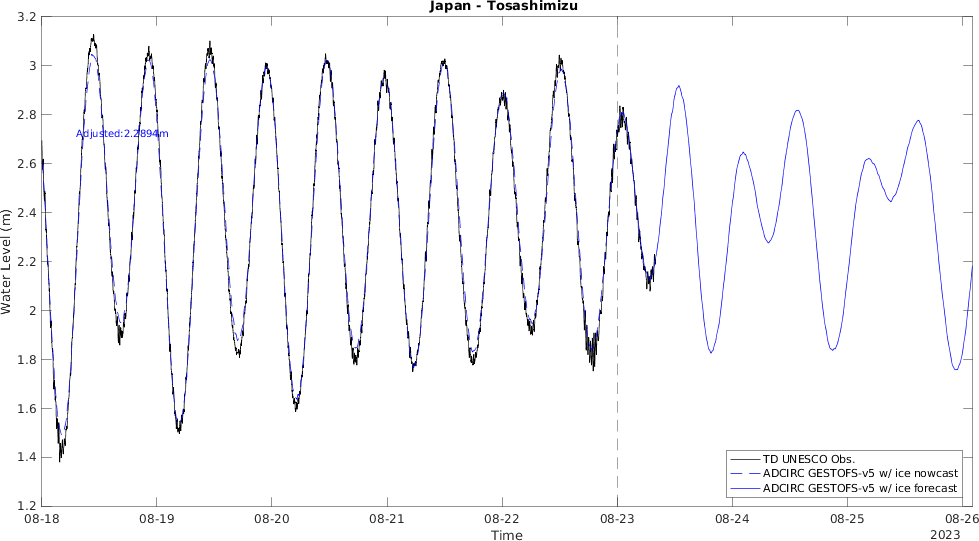 Japan - Tosashimizu
3.2
3
2.8
2.6
2.4
2.2
2
1.8
1.6
1.4
1.2
Water Level (m)
Adjusted:2.2894m
TD UNESCO Obs.
ADCIRC GESTOFS-v5 w/ ice nowcast
ADCIRC GESTOFS-v5 w/ ice forecast
08-18 08-19 08-20 08-21 08-22 08-23 08-24 08-25 08-26
Time
2023